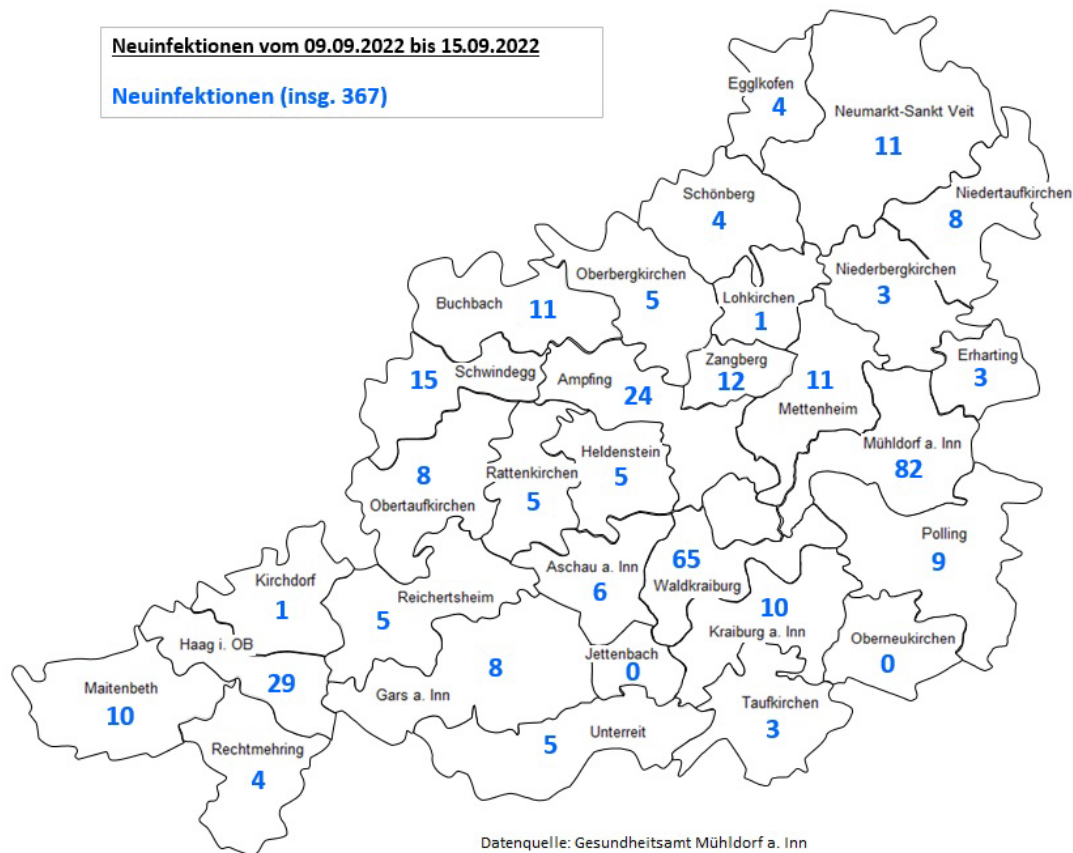 Neuinfektionen vom 09.09.2022 bis 15.09.2022
Neuinfektionen (insg. 367)
Egglkofen
4
Neumarkt-Sankt Veit
11
Niedertaufkirchen
8
Schönberg
4
Oberbergkirchen
5
Niederbergkirchen
3
Buchbach 11
Lohkirchen
1
Erharting
3
15 Schwindegg
Ampfing 24
Zangberg
12
11
Mettenheim
Mühldorf a. Inn
82
8
Obertaufkirchen
Rattenkirchen
5
Heldenstein
5
Polling
9
65
Waldkraiburg
Aschau a. Inn
6
Kirchdorf
1
5 Reichertsheim
10
Kraiburg a. Inn
Oberneukirchen
0
Haag i. OB
29
8
Gars a. Inn
Jettenbach
0
Maitenbeth
10
Taufkirchen
3
Rechtmehring
4
5 Unterreit
Datenquelle: Gesundheitsamt Mühldorf a. Inn